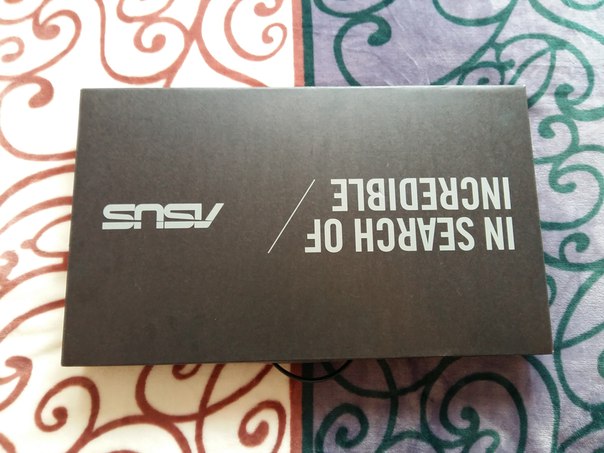 IN SEARCH OF
INCREDIBLE
ASUS